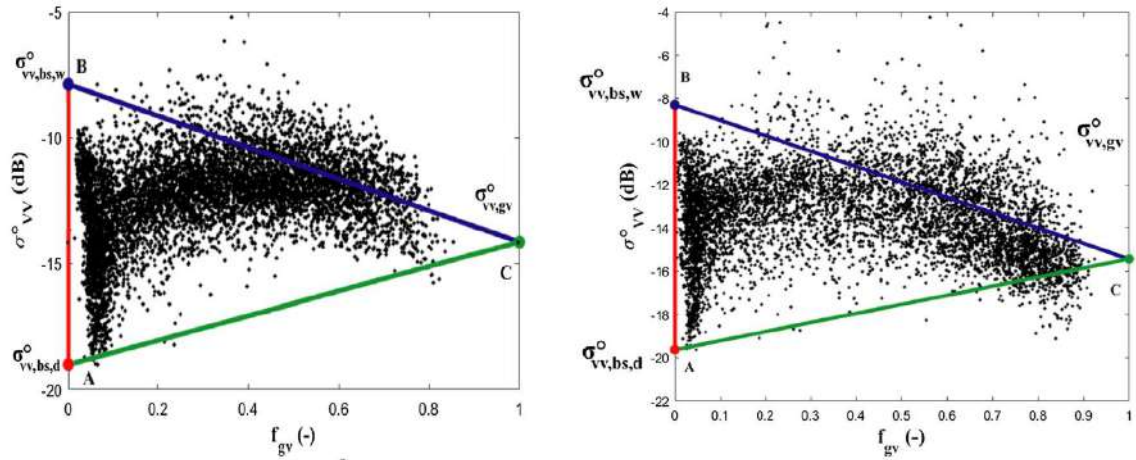 -5
σ°vv,bs,w
B
-10
σ°VV (dB)
σ°vv,gv
-15
C
σ°vv,bs,d
A
-20
0 0.2 0.4 0.6 0.8 1
fgv (-)
-4
-6
σ°vv,bs,w
B
-8
σ°vv,gv
-10
-12
σ°VV (dB)
-14
-16
C
-18
σ°vv,bs,d
-20
A
-22
0 0.1 0.2 0.3 0.4 0.5 0.6 0.7 0.8 0.9 1
fgv (-)